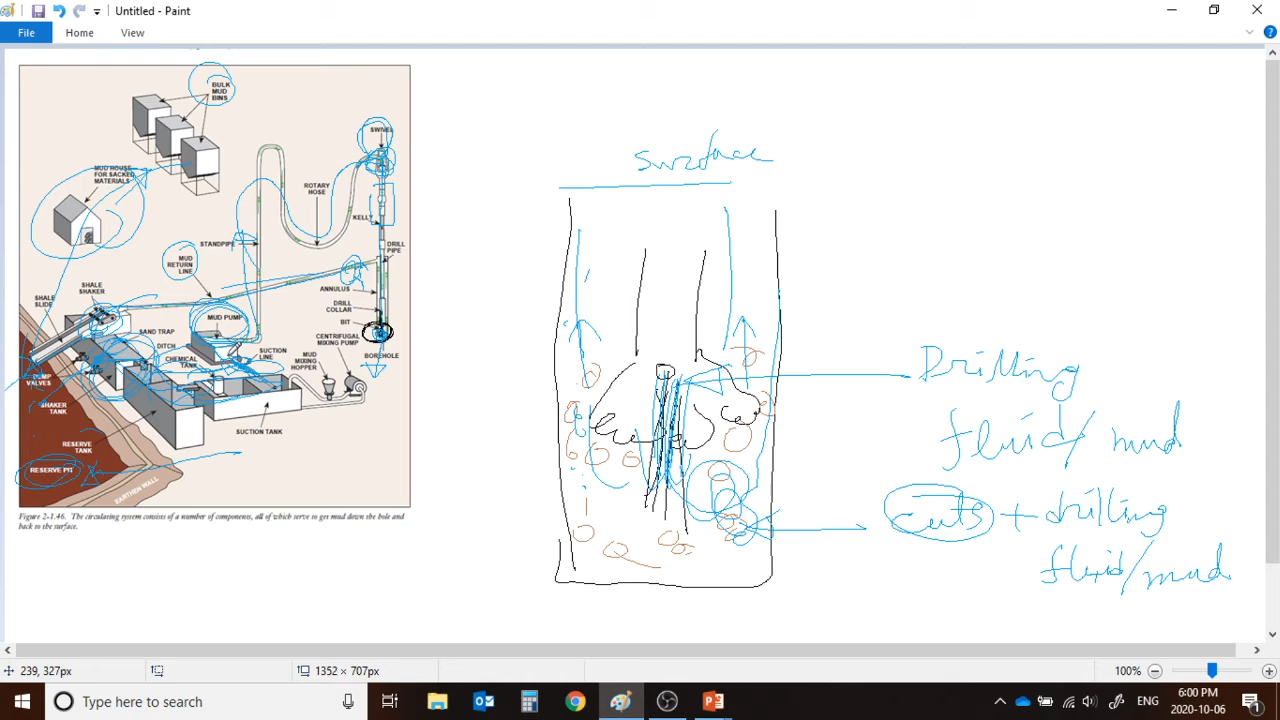 Untitled - Paint
File
Home
View
BULK
MUD
BINS
SWIVEL
MUD HOUSE
FOR SACKED
MATERIALS
ROTARY
HOSE
KELLY
STANDPIPE
DRILL
PIPE
MUD
RETURN
LINE
SHALE
SHAKER
ANNULUS
SHALE
SLIDE
DRILL
COLLAR
MUD PUMP
BIT
SAND TRAP
CENTRIFUGAL
MIXING PUMP
DITCH
SUCTION
LINE
MUD
MIXING
HOPPER
BOREHOLE
CHEMICAL
TANK
DUMP
VALVES
SHAKER
TANK
SUCTION TANK
RESERVE
TANK
RESERVE PIT
EARTHEN WALL
Figure 2-1.46. The circulating system consists of a number of components, all of which serve to get mud down the hole and
back to the surface.
surface
Drilling
fluid/mud
cuts + drilling
fluid/mud
239, 327px
1352 × 707px
100%
Type here to search
ENG
6:00 PM
2020-10-06
1